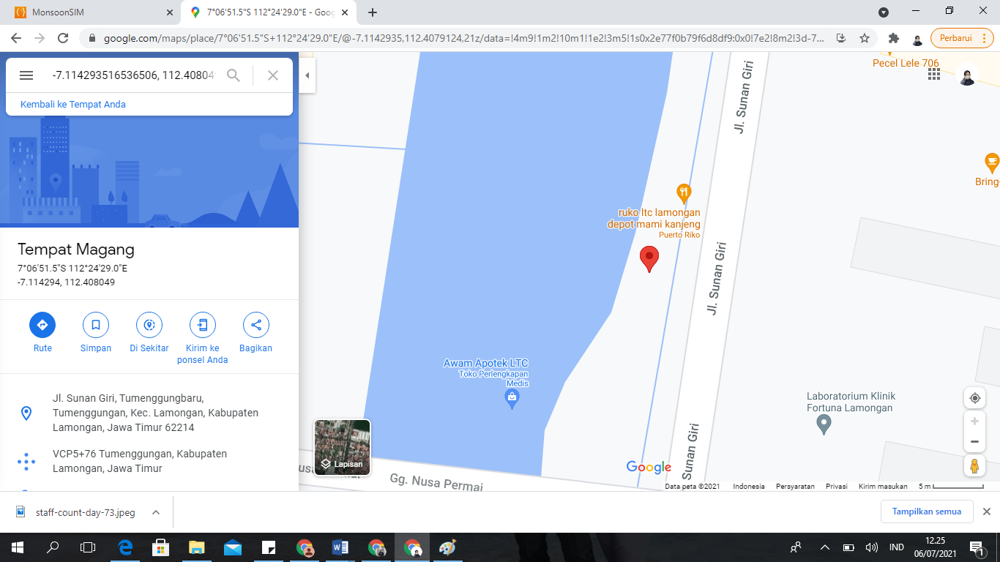 MonsoonSIM
7°06'51.5"S 112°24'29.0"E - Goog
google.com/maps/place/7°06'51.5"S+112°24'29.0"E/@-7.1142935,112.4079124,21z/data=!4m9!1m2!10m1!1e2!3m5!1s0x2e77f0b79f6d8df9:0x0!7e2!8m2!3d-7...
Perbarui
-7.114293516536506, 112.40804
Kembali ke Tempat Anda
Tempat Magang
7°06'51.5"S 112°24'29.0"E
-7.114294, 112.408049
Rute
Simpan
Di Sekitar
Kirim ke
ponsel Anda
Bagikan
Jl. Sunan Giri, Tumenggungbaru,
Tumenggungan, Kec. Lamongan, Kabupaten
Lamongan, Jawa Timur 62214
VCP5+76 Tumenggungan, Kabupaten
Lamongan, Jawa Timur
Pecel Lele 706
Jl. Sunan Giri
Bring-
ruko ltc lamongan
depot mami kanjeng
Puerto Riko
Jl. Sunan Giri
Awam Apotek LTC
Toko Perlengkapan
Medis
Laboratorium Klinik
Fortuna Lamongan
Sunan Giri
Lapisan
Gg. Nusa Permai
Google
Data peta ©2021
Indonesia
Persyaratan
Privasi
Kirim masukan
5 m
staff-count-day-73.jpeg
Tampilkan semua
IND
12.25
06/07/2021
1